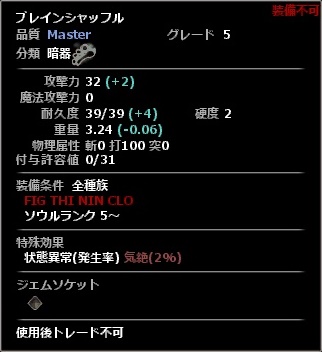 装備不可
ブレインシャッフル
品質 Master グレード 5
分類 暗器
攻撃力 32 (+2)
魔法攻撃力 0
耐久度 39/39 (+4) 硬度 2
重量 3.24 (-0.06)
物理属性 斬0 打100 突0
付与許容値 0/31
装備条件 全種族
FIG THI NIN CLO
ソウルランク 5～
特殊効果
状態異常(発生率) 気絶(2%)
ジェムソケット
使用後トレード不可